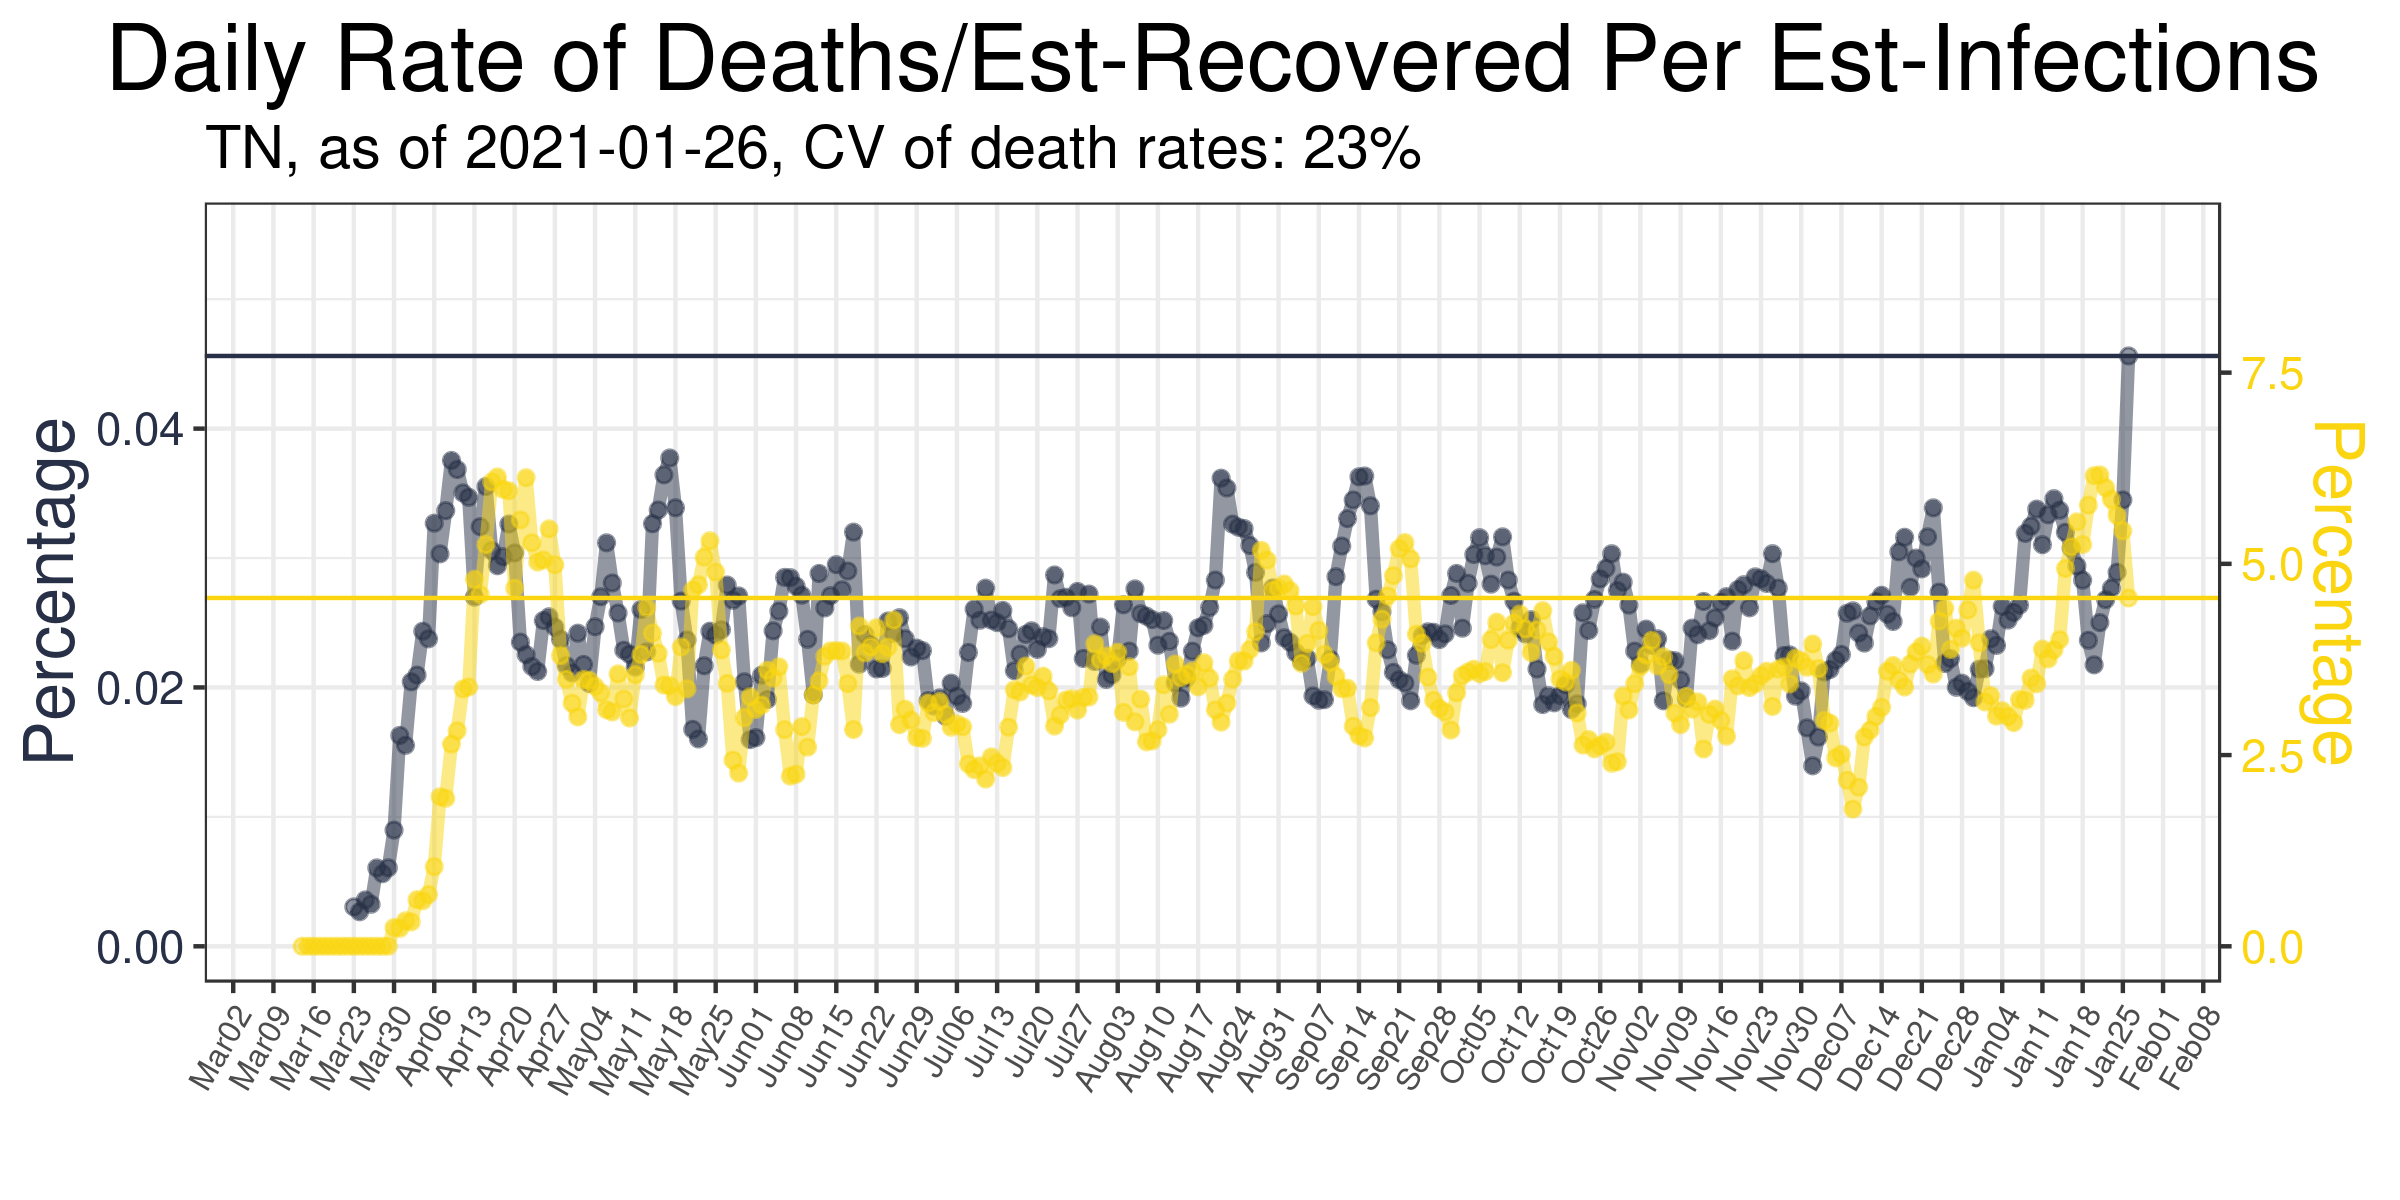 Daily Rate of Deaths/Est-Recovered Per Est-Infections
TN, as of 2021-01-26, CV of death rates: 23%
Percentage
0.04
0.02
0.00
7.5
5.0
2.5
0.0
Percentage
Mar02
Mar09
Mar16
Mar23
Mar30
Apr06
Apr13
Apr20
Apr27
May04
May11
May18
May25
Jun01
Jun08
Jun15
Jun22
Jun29
Jul06
Jul13
Jul20
Jul27
Aug03
Aug10
Aug17
Aug24
Aug31
Sep07
Sep14
Sep21
Sep28
Oct05
Oct12
Oct19
Oct26
Nov02
Nov09
Nov16
Nov23
Nov30
Dec07
Dec14
Dec21
Dec28
Jan04
Jan11
Jan18
Jan25
Feb01
Feb08